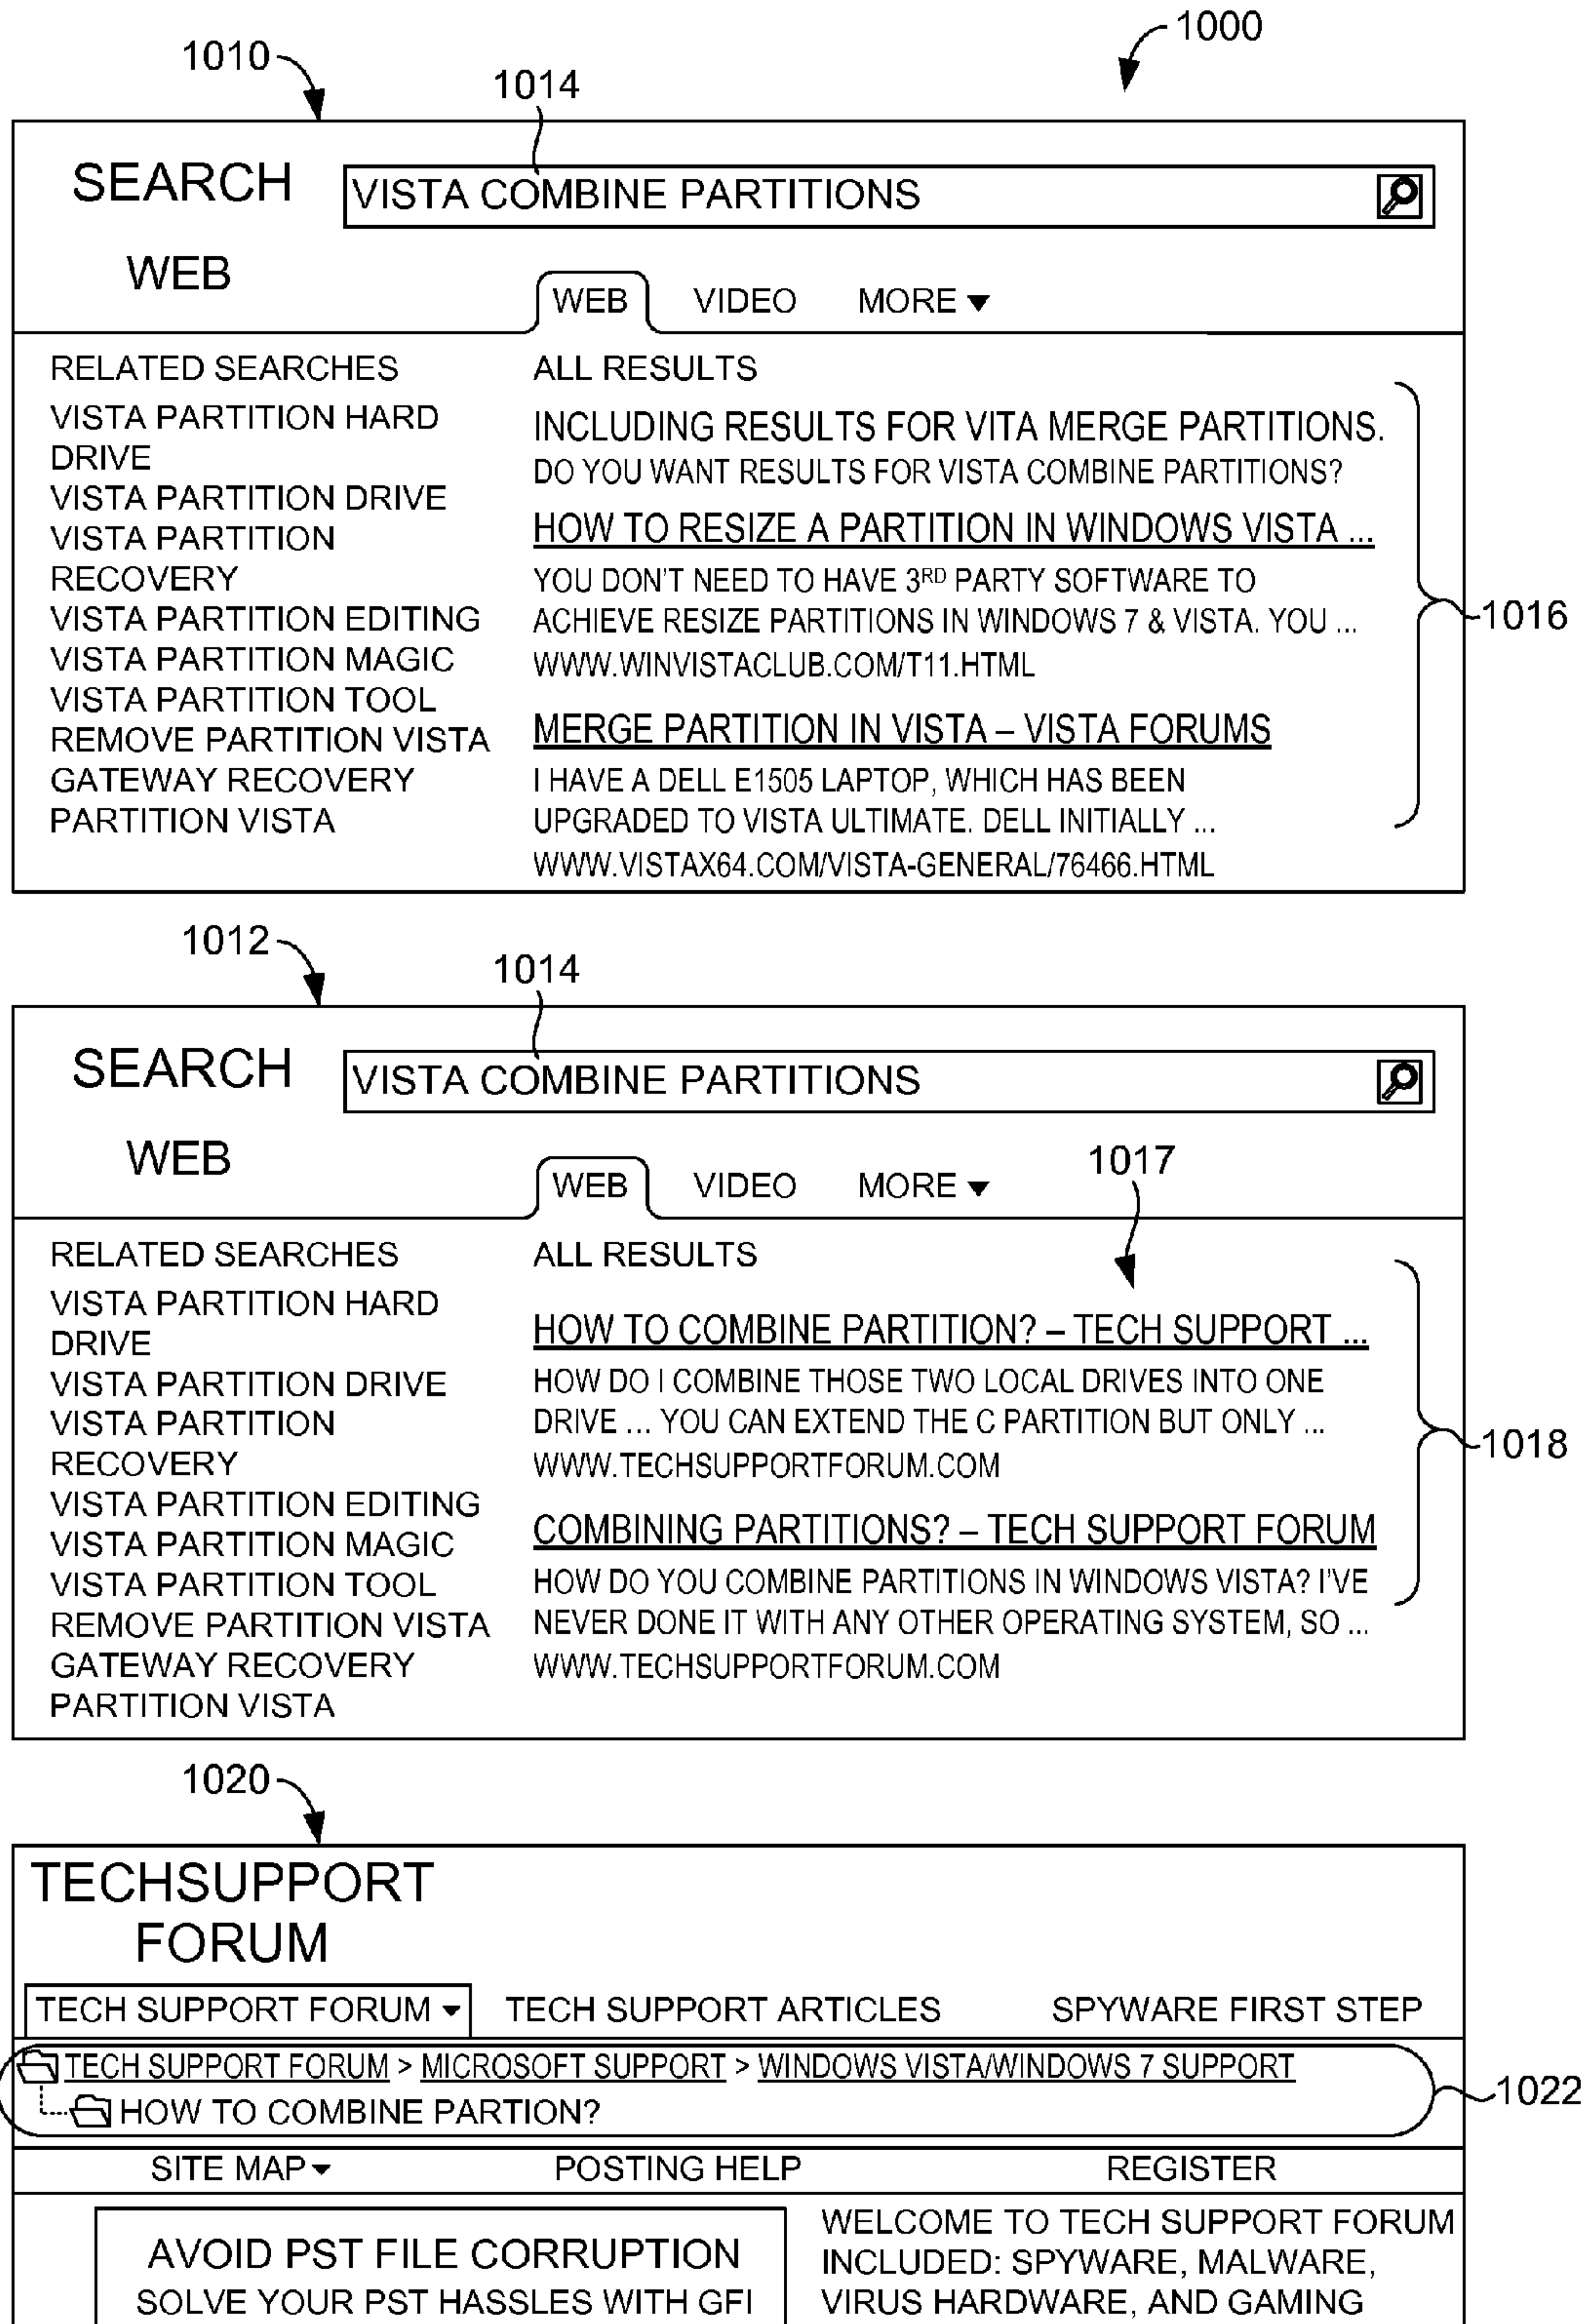 1000
1010
1014
SEARCH
VISTA COMBINE PARTITIONS
WEB
WEB VIDEO MORE
RELATED SEARCHES
VISTA PARTITION HARD
DRIVE
VISTA PARTITION DRIVE
VISTA PARTITION
RECOVERY
VISTA PARTITION EDITING
VISTA PARTITION MAGIC
VISTA PARTITION TOOL
REMOVE PARTITION VISTA
GATEWAY RECOVERY
PARTITION VISTA
ALL RESULTS
INCLUDING RESULTS FOR VITA MERGE PARTITIONS.
DO YOU WANT RESULTS FOR VISTA COMBINE PARTITIONS?
HOW TO RESIZE A PARTITION IN WINDOWS VISTA ...
YOU DON'T NEED TO HAVE 3RD PARTY SOFTWARE TO
ACHIEVE RESIZE PARTITIONS IN WINDOWS 7 & VISTA. YOU ...
WWW.WINVISTACLUB.COM/T11.HTML
MERGE PARTITION IN VISTA – VISTA FORUMS
I HAVE A DELL E1505 LAPTOP, WHICH HAS BEEN
UPGRADED TO VISTA ULTIMATE. DELL INITIALLY ...
WWW.VISTAX64.COM/VISTA-GENERAL/76466.HTML
1016
1012
1014
SEARCH
VISTA COMBINE PARTITIONS
WEB
WEB VIDEO MORE
1017
RELATED SEARCHES
VISTA PARTITION HARD
DRIVE
VISTA PARTITION DRIVE
VISTA PARTITION
RECOVERY
VISTA PARTITION EDITING
VISTA PARTITION MAGIC
VISTA PARTITION TOOL
REMOVE PARTITION VISTA
GATEWAY RECOVERY
PARTITION VISTA
ALL RESULTS
HOW TO COMBINE PARTITION? – TECH SUPPORT ...
HOW DO I COMBINE THOSE TWO LOCAL DRIVES INTO ONE
DRIVE ... YOU CAN EXTEND THE C PARTITION BUT ONLY ...
WWW.TECHSUPPORTFORUM.COM
COMBINING PARTITIONS? – TECH SUPPORT FORUM
HOW DO YOU COMBINE PARTITIONS IN WINDOWS VISTA? I'VE
NEVER DONE IT WITH ANY OTHER OPERATING SYSTEM, SO ...
WWW.TECHSUPPORTFORUM.COM
1018
1020
TECHSUPPORT
FORUM
TECH SUPPORT FORUM TECH SUPPORT ARTICLES SPYWARE FIRST STEP
TECH SUPPORT FORUM > MICROSOFT SUPPORT > WINDOWS VISTA/WINDOWS 7 SUPPORT
HOW TO COMBINE PARTION?
1022
SITE MAP POSTING HELP REGISTER
AVOID PST FILE CORRUPTION
SOLVE YOUR PST HASSLES WITH GFI
WELCOME TO TECH SUPPORT FORUM
INCLUDED: SPYWARE, MALWARE,
VIRUS HARDWARE, AND GAMING